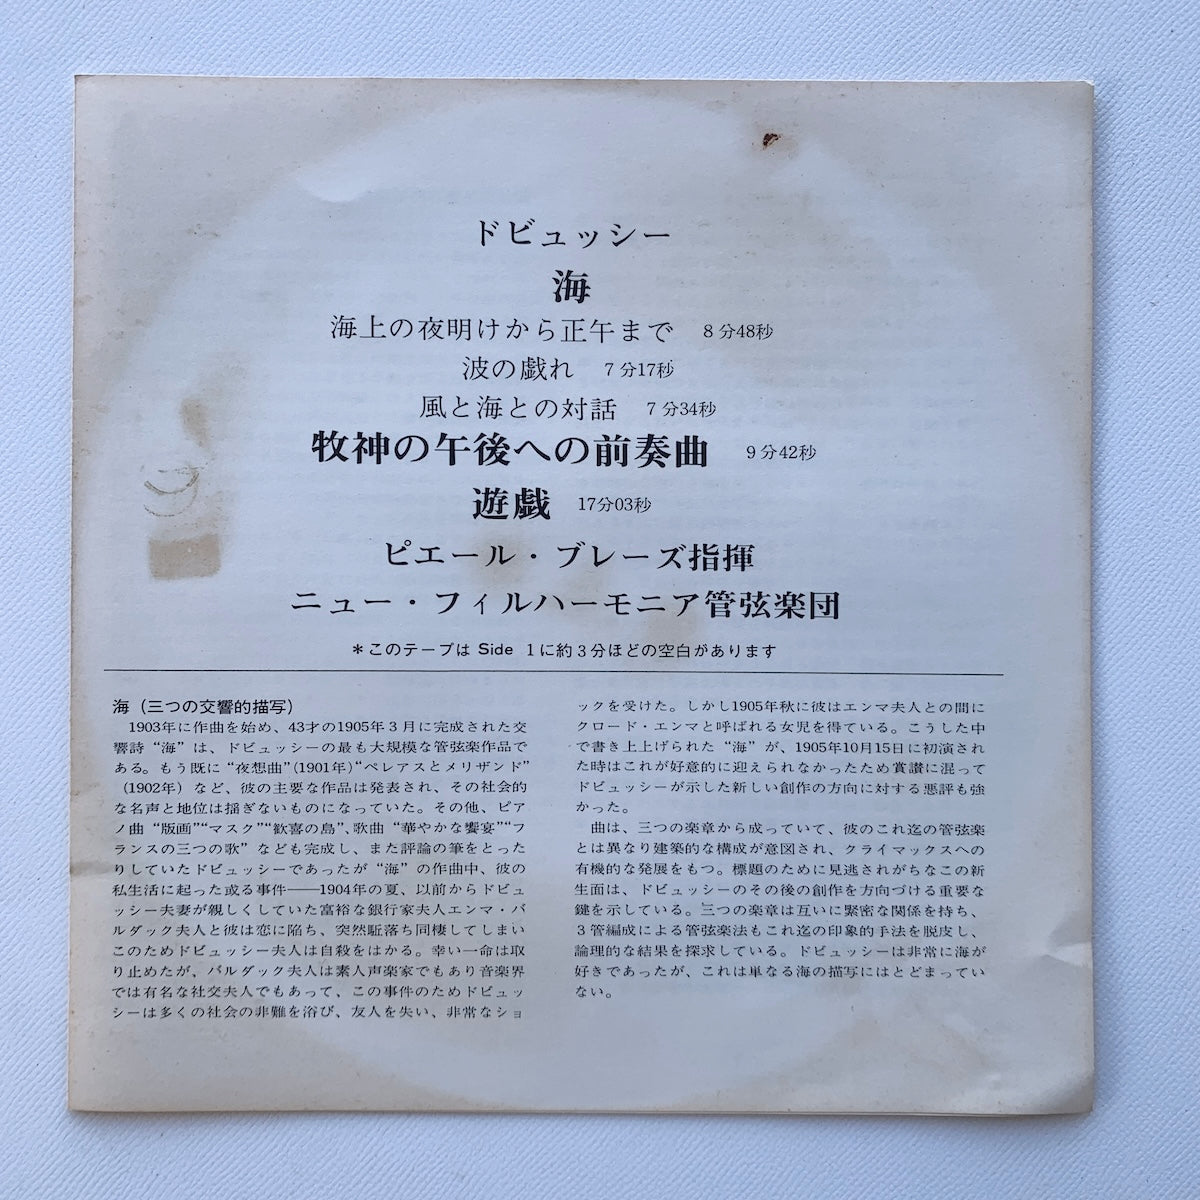 ドビュッシー
海
海上の夜明けから正午まで 8分48秒
波の戯れ 7分17秒
風と海との対話 7分34秒
牧神の午後への前奏曲 9分42秒
遊戯 17分03秒
ピエール・ブレーズ指揮
ニュー・フィルハーモニア管弦楽団
＊このテープは Side 1に約3分ほどの空白があります
海（三つの交響的描写）
1903年に作曲を始め、43才の1905年3月に完成された交
響詩“海”は、ドビュッシーの最も大規模な管弦楽作品で
ある。もう既に“夜想曲”(1901年)“ペレアスとメリザンド”
（1902年）など、彼の主要な作品は発表され、その社会的
な名声と地位は揺ぎないものになっていた。その他、ピア
ノ曲“版画”“マスク”“歓喜の島”、歌曲“華やかな饗宴”“フ
ランスの三つの歌”なども完成し、また評論の筆をとった
りしていたドビュッシーであったが“海”の作曲中、彼の
私生活に起った或る事件――1904年の夏、以前からドビュ
ッシー夫妻が親しくしていた富裕な銀行家夫人エンマ・バ
ルダック夫人と彼は恋に陥ち、突然駈落ち同棲してしまい
このためドビュッシー夫人は自殺をはかる。幸い一命は取
り止めたが、バルダック夫人は素人声楽家でもあり音楽界
では有名な社交夫人でもあって、この事件のためドビュッ
シーは多くの社会の非難を浴び、友人を失い、非常なショ
ックを受けた。しかし1905年秋に彼はエンマ夫人との間に
クロード・エンマと呼ばれる女児を得ている。こうした中
で書き上上げられた“海”が、1905年10月15日に初演され
た時はこれが好意的に迎えられなかったため賞讃に混って
ドビュッシーが示した新しい創作の方向に対する悪評も強
かった。
曲は、三つの楽章から成っていて、彼のこれ迄の管弦楽
とは異なり建築的な構成が意図され、クライマックスへの
有機的な発展をもつ。標題のために見逃されがちなこの新
生面は、ドビュッシーのその後の創作を方向づける重要な
鍵を示している。三つの楽章は互いに緊密な関係を持ち、
3管編成による管弦楽法もこれ迄の印象的手法を脱皮し、
論理的な結果を探求している。ドビュッシーは非常に海が
好きであったが、これは単なる海の描写にはとどまってい
ない。